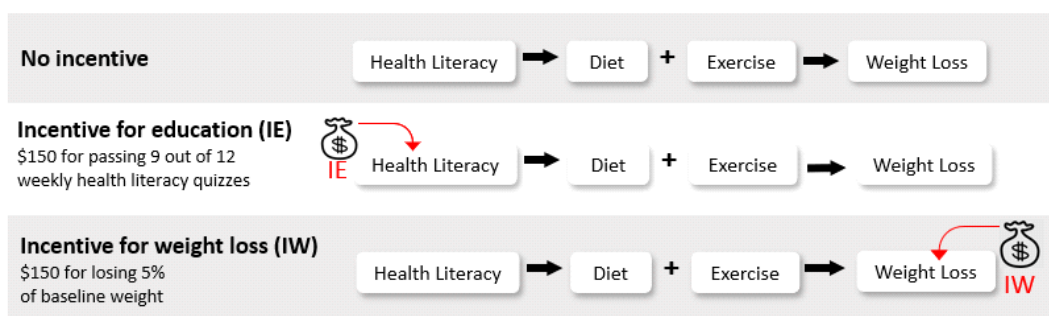 No incentive
Health Literacy
Diet
+
Exercise
Weight Loss
Incentive for education (IE)
$150 for passing 9 out of 12
weekly health literacy quizzes
$
IE
Health Literacy
Diet
+
Exercise
Weight Loss
Incentive for weight loss (IW)
$150 for losing 5%
of baseline weight
Health Literacy
Diet
+
Exercise
Weight Loss
$
IW